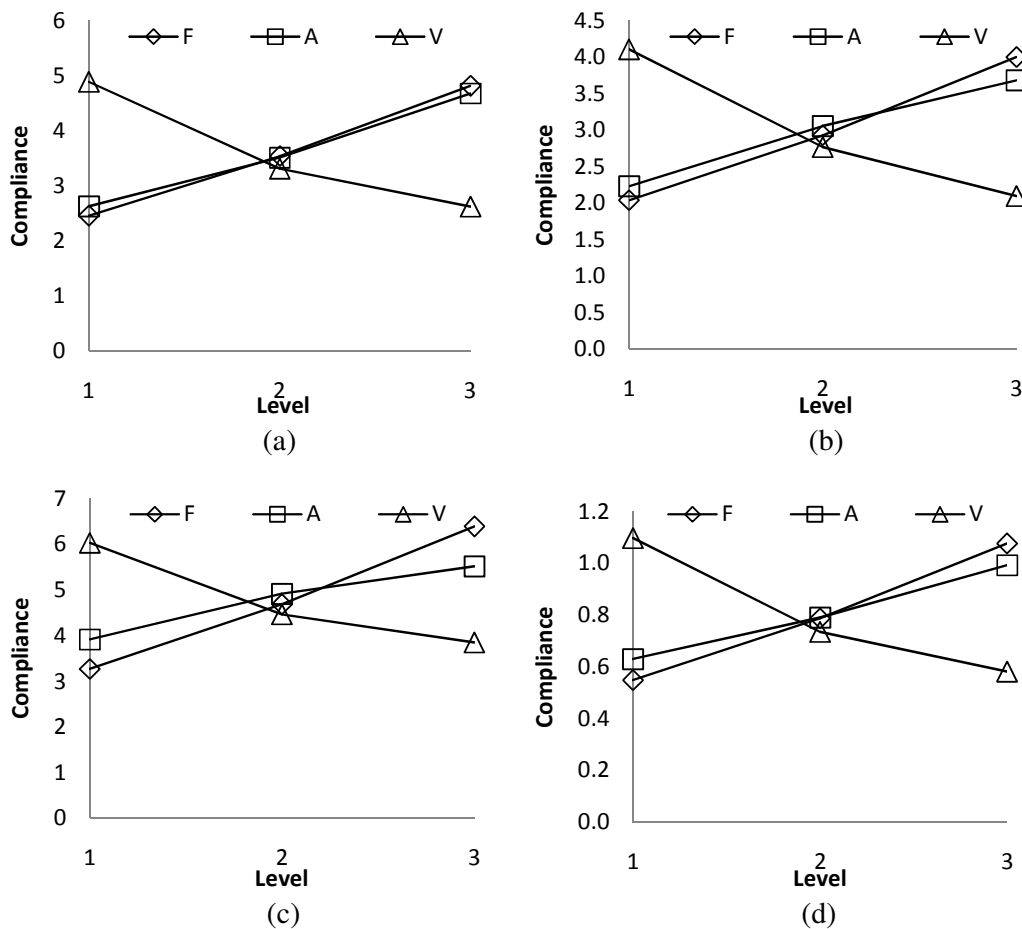 6
5
4
3
2
1
0
Compliance
F A V
1 2 3
Level
(a)
4.5
4.0
3.5
3.0
2.5
2.0
1.5
1.0
0.5
0.0
Compliance
F A V
1 2 3
Level
(b)
7
6
5
4
3
2
1
0
Compliance
F A V
1 2 3
Level
(c)
1.2
1.0
0.8
0.6
0.4
0.2
0.0
Compliance
F A V
1 2 3
Level
(d)